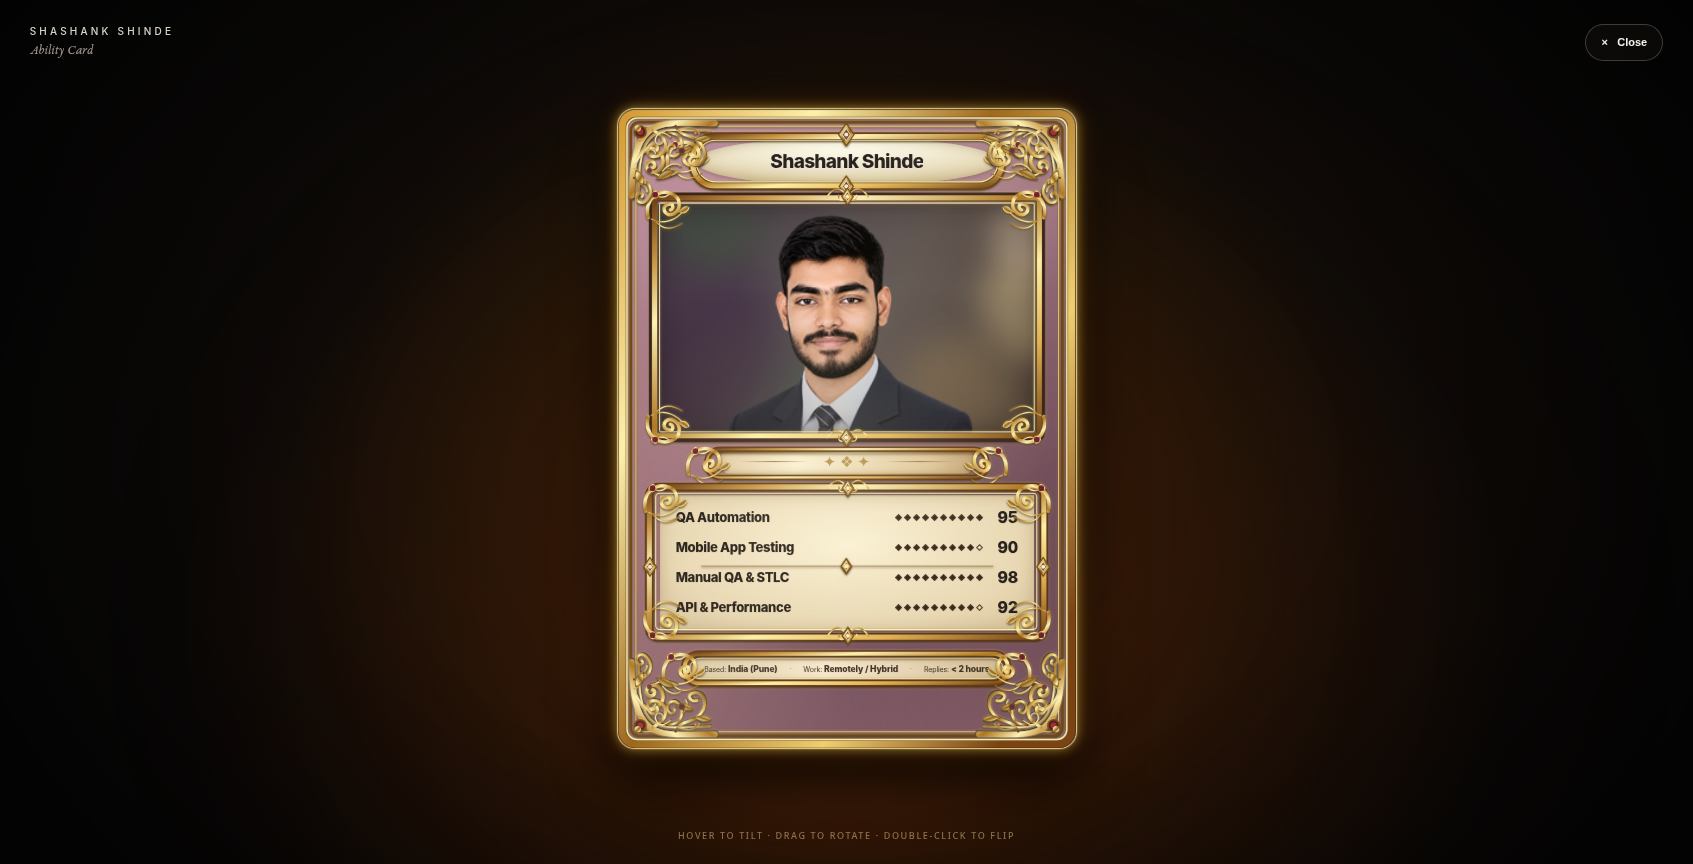 SHASHANK SHINDE
Ability Card
× Close
Shashank Shinde
QA Automation 95
Mobile App Testing 90
Manual QA & STLC 98
API & Performance 92
Based: India (Pune) · Work: Remotely / Hybrid · Replies: < 2 hours
HOVER TO TILT · DRAG TO ROTATE · DOUBLE-CLICK TO FLIP